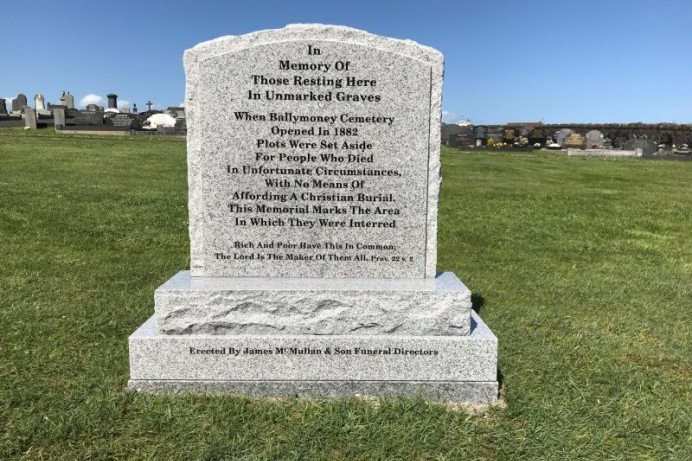 In
Memory Of
Those Resting Here
In Unmarked Graves
When Ballymoney Cemetery
Opened In 1882
Plots Were Set Aside
For People Who Died
In Unfortunate Circumstances,
With No Means Of
Affording A Christian Burial.
This Memorial Marks The Area
In Which They Were Interred
Rich And Poor Have This In Common:
The Lord Is The Maker Of Them All. Prov. 22 v. 2
Erected By James Mc Mullan & Son Funeral Directors